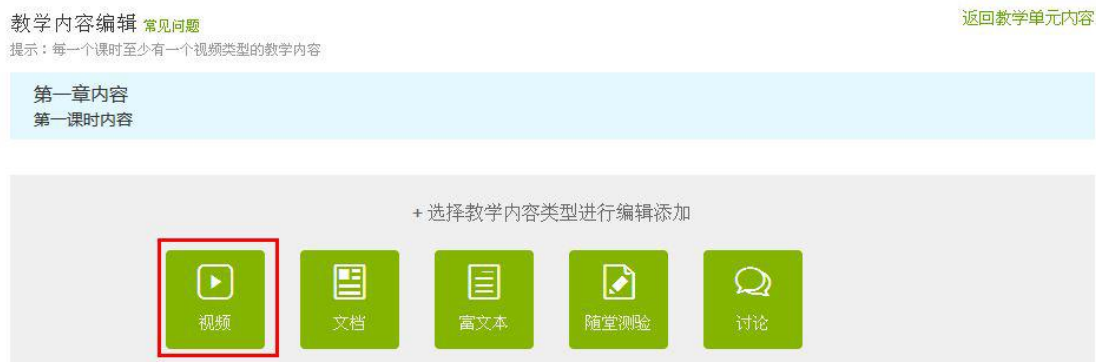 教学内容编辑 常见问题 返回教学单元内容
提示：每一个课时至少有一个视频类型的教学内容
第一章内容
第一课时内容
+ 选择教学内容类型进行编辑添加
视频 文档 富文本 随堂测验 讨论